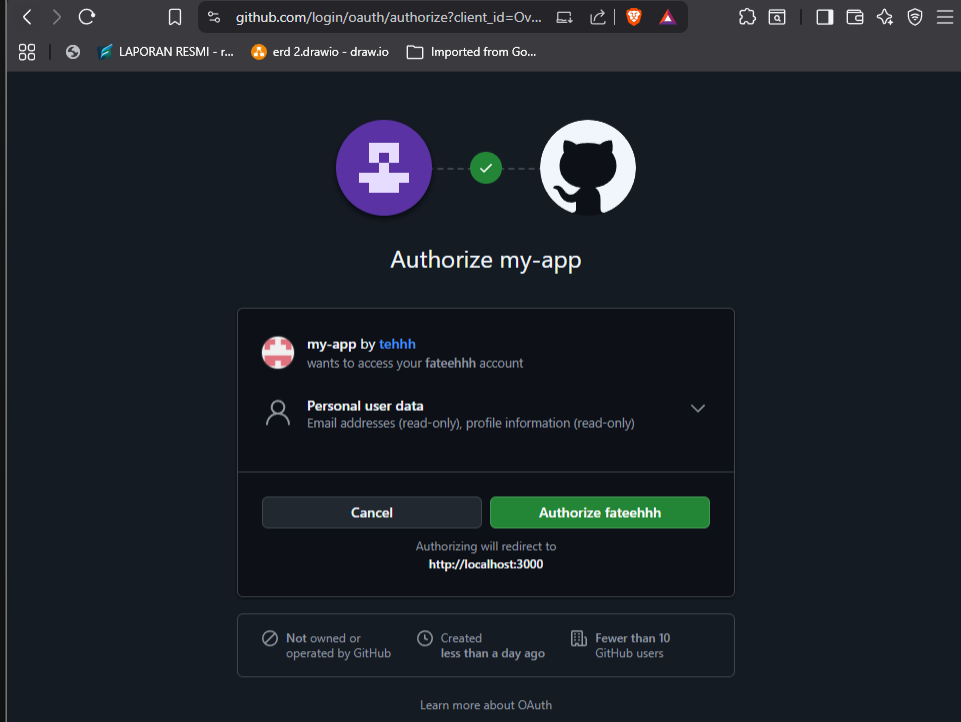 github.com/login/oauth/authorize?client_id=Ov...
LAPORAN RESMI - r...
erd 2.drawio - draw.io
Imported from Go...
Authorize my-app
my-app by tehhh
wants to access your fateehhh account
Personal user data
Email addresses (read-only), profile information (read-only)
Cancel
Authorize fateehhh
Authorizing will redirect to
http://localhost:3000
Not owned or
operated by GitHub
Created
less than a day ago
Fewer than 10
GitHub users
Learn more about OAuth